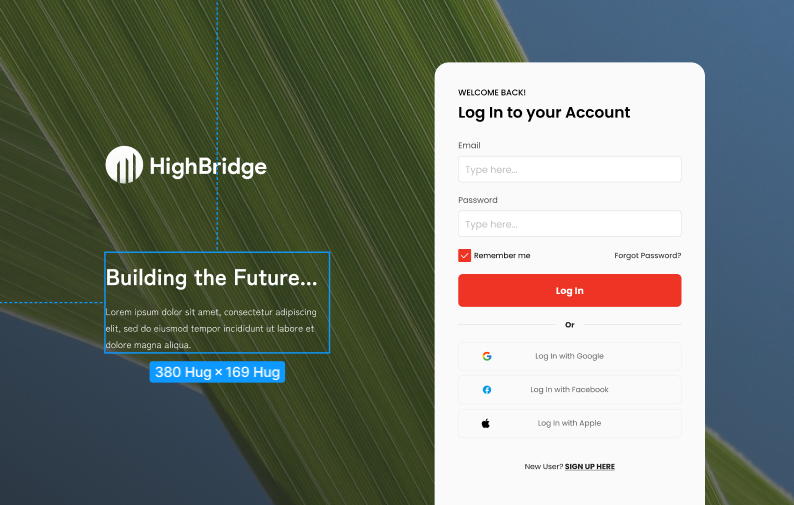 HighBridge
Building the Future...
Lorem ipsum dolor sit amet, consectetur adipiscing
elit, sed do eiusmod tempor incididunt ut labore et
dolore magna aliqua.
380 Hug × 169 Hug
WELCOME BACK!
Log In to your Account
Email
Type here...
Password
Type here...
Remember me
Forgot Password?
Log In
Or
Log In with Google
Log In with Facebook
Log In with Apple
New User? SIGN UP HERE